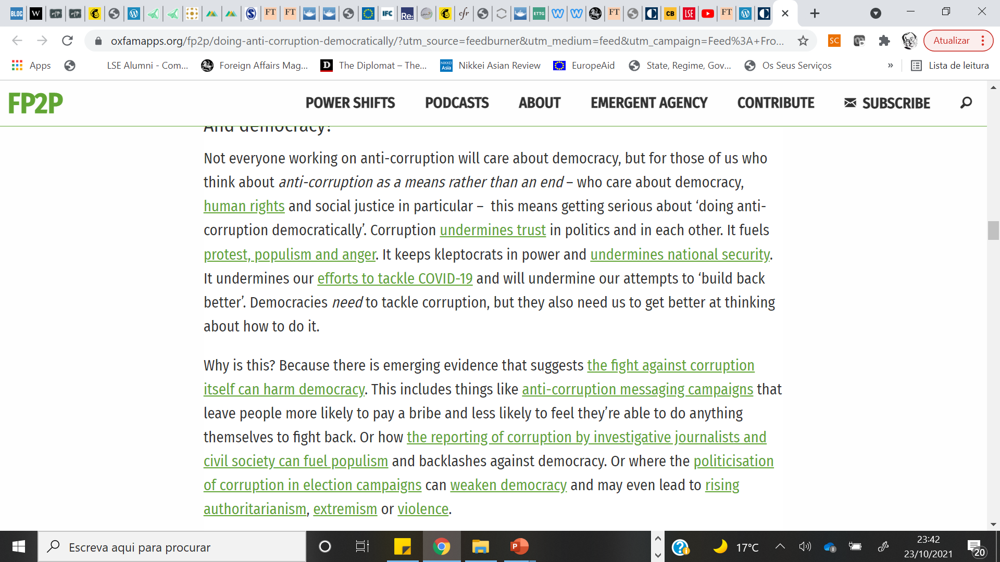 BLOG W FT FT IFC Re: cfr ETTG FT CB LSE FT
oxfamapps.org/fp2p/doing-anti-corruption-democratically/?utm_source=feedburner&utm_medium=feed&utm_campaign=Feed%3A+Fro...
SC
Atualizar
Apps
LSE Alumni - Com...
Foreign Affairs Mag...
D
The Diplomat – The...
NIKKEI Asia
Nikkei Asian Review
EuropeAid
State, Regime, Gov...
Os Seus Serviços
»
Lista de leitura
FP2P
POWER SHIFTS
PODCASTS
ABOUT
EMERGENT AGENCY
CONTRIBUTE
SUBSCRIBE
And democracy?
Not everyone working on anti-corruption will care about democracy, but for those of us who
think about anti-corruption as a means rather than an end – who care about democracy,
human rights and social justice in particular –  this means getting serious about ‘doing anti-
corruption democratically’. Corruption undermines trust in politics and in each other. It fuels
protest, populism and anger. It keeps kleptocrats in power and undermines national security.
It undermines our efforts to tackle COVID-19 and will undermine our attempts to ‘build back
better’. Democracies need to tackle corruption, but they also need us to get better at thinking
about how to do it.
Why is this? Because there is emerging evidence that suggests the fight against corruption
itself can harm democracy. This includes things like anti-corruption messaging campaigns that
leave people more likely to pay a bribe and less likely to feel they’re able to do anything
themselves to fight back. Or how the reporting of corruption by investigative journalists and
civil society can fuel populism and backlashes against democracy. Or where the politicisation
of corruption in election campaigns can weaken democracy and may even lead to rising
authoritarianism, extremism or violence.
Escreva aqui para procurar
P
17°C
23:42
23/10/2021
20